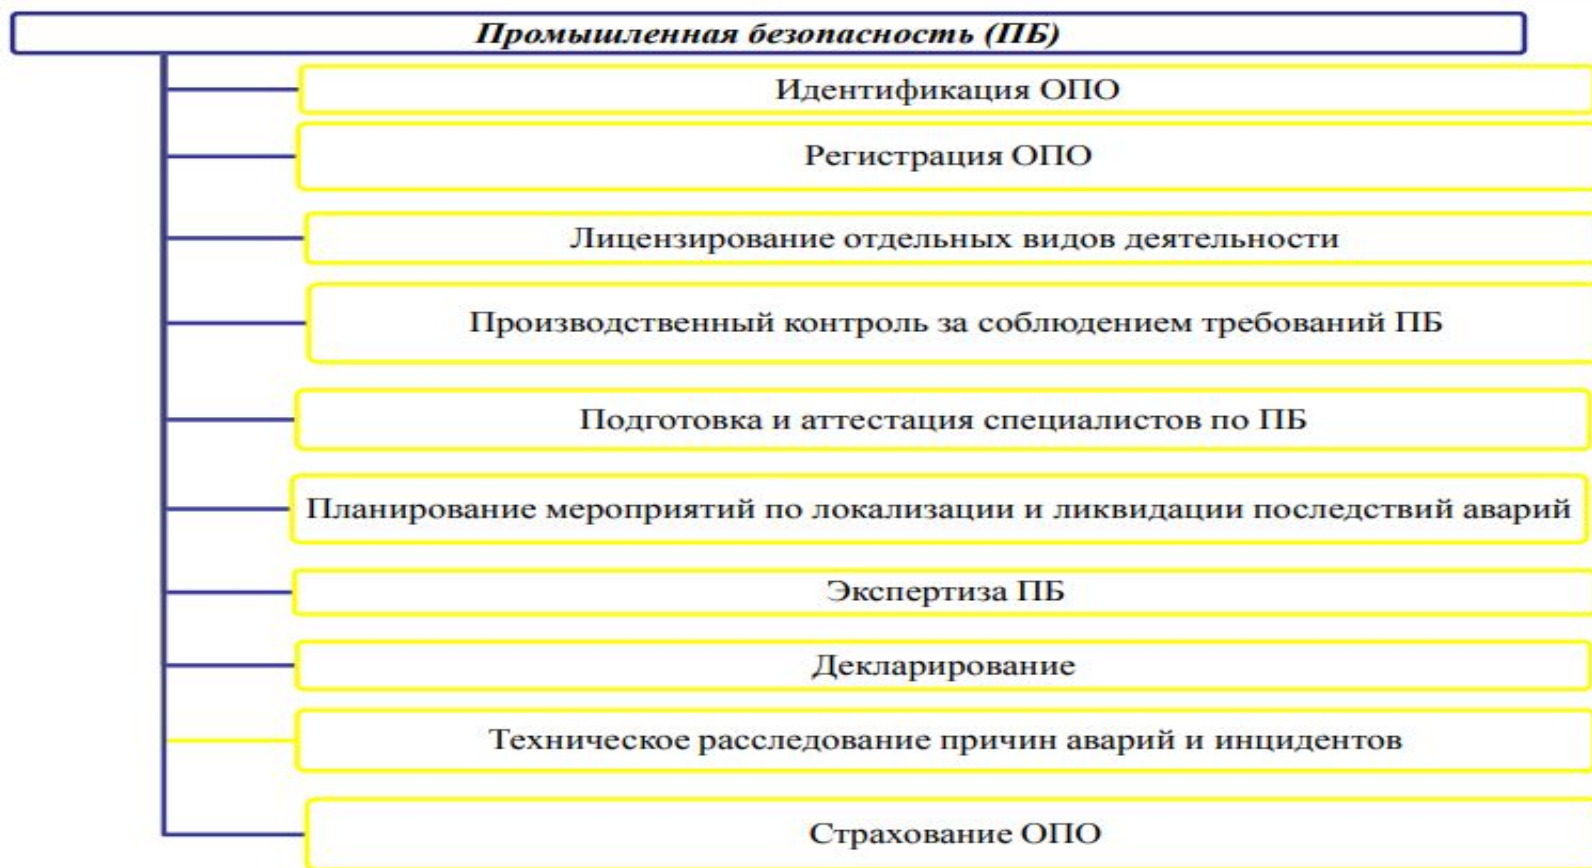 Промышленная безопасность (ПБ)
Идентификация ОПО
Регистрация ОПО
Лицензирование отдельных видов деятельности
Производственный контроль за соблюдением требований ПБ
Подготовка и аттестация специалистов по ПБ
Планирование мероприятий по локализации и ликвидации последствий аварий
Экспертиза ПБ
Декларирование
Техническое расследование причин аварий и инцидентов
Страхование ОПО